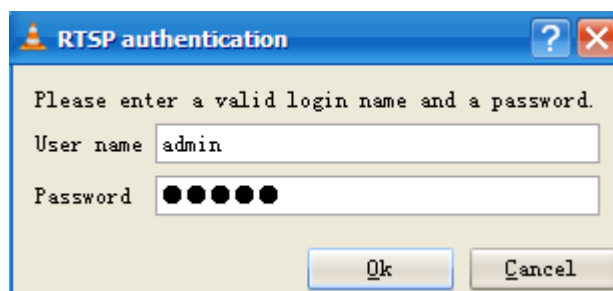 RTSP authentication
Please enter a valid login name and a password.
User name admin
Password ●●●●●
Ok Cancel